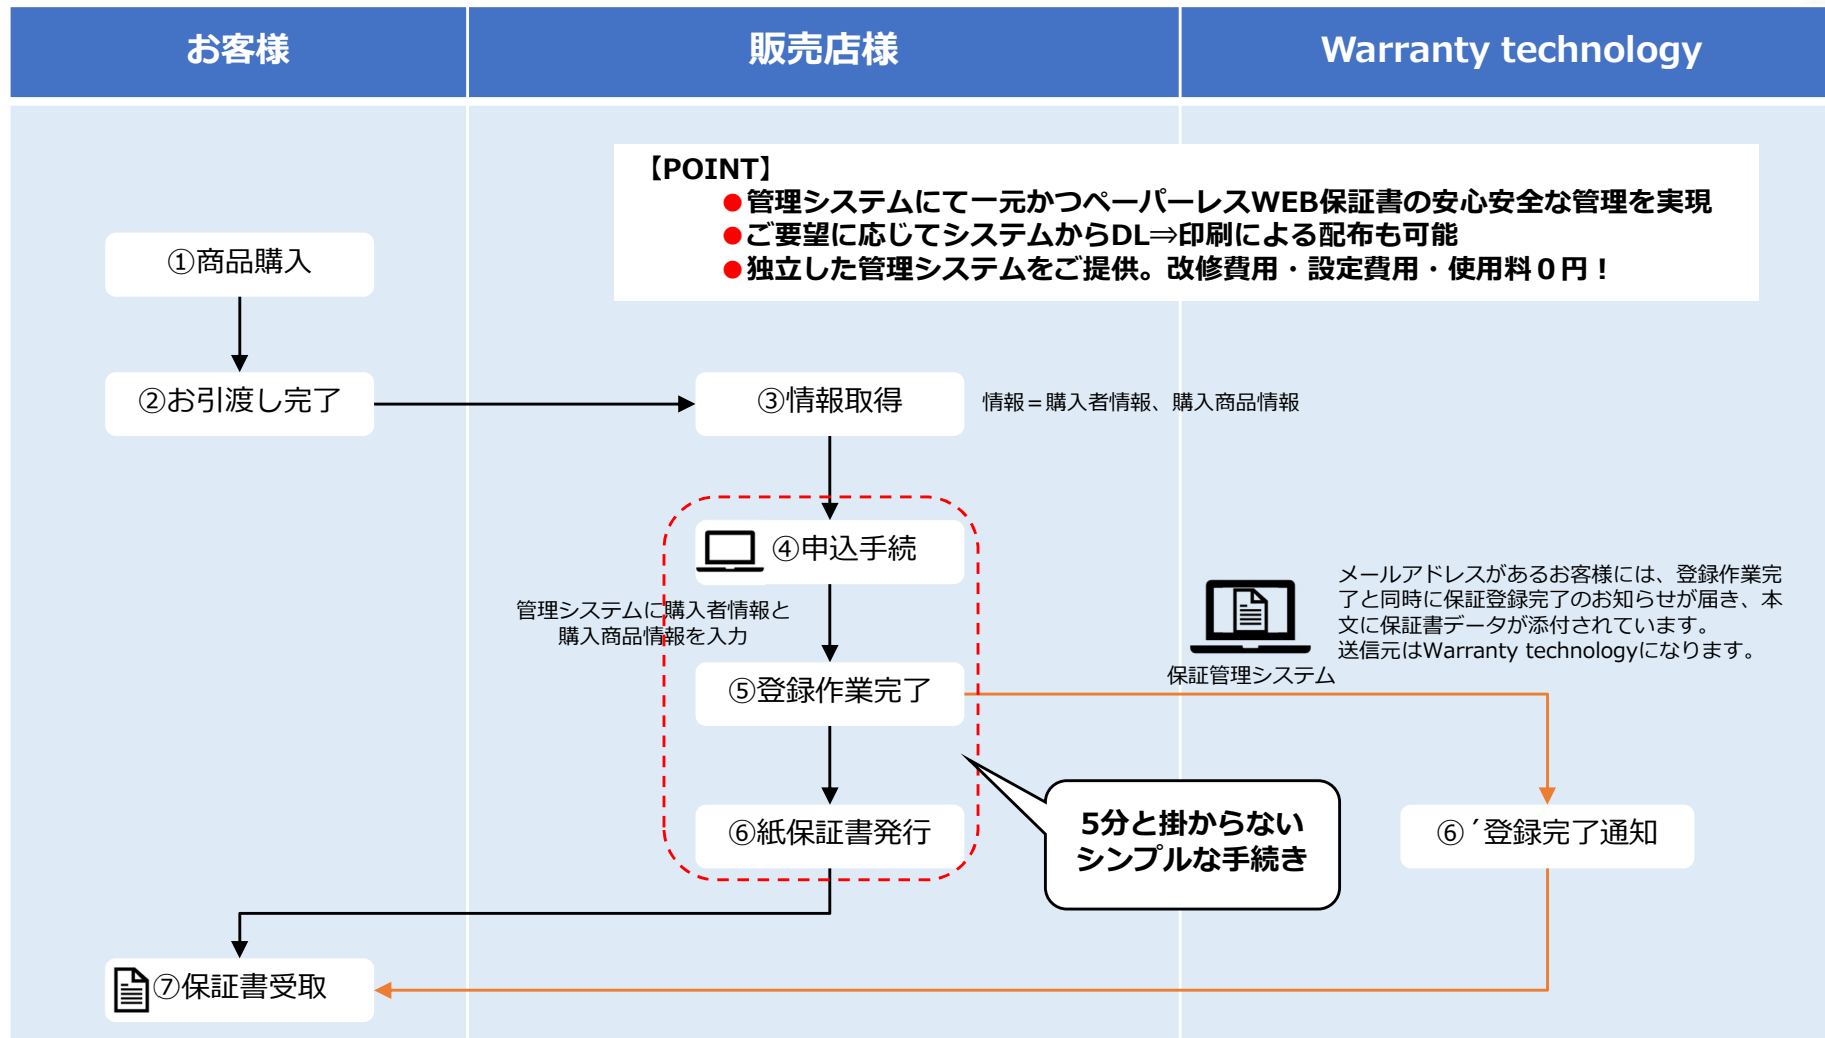 お客様
販売店様
Warranty technology
【POINT】
●管理システムにて一元かつペーパーレスWEB保証書の安心安全な管理を実現
●ご要望に応じてシステムからDL⇒印刷による配布も可能
●独立した管理システムをご提供。改修費用・設定費用・使用料０円！
①商品購入
②お引渡し完了
③情報取得
情報＝購入者情報、購入商品情報
④申込手続
管理システムに購入者情報と
購入商品情報を入力
メールアドレスがあるお客様には、登録作業完
了と同時に保証登録完了のお知らせが届き、本
文に保証書データが添付されています。
送信元はWarranty technologyになります。
保証管理システム
⑤登録作業完了
5分と掛からない
シンプルな手続き
⑥紙保証書発行
⑥´登録完了通知
⑦保証書受取